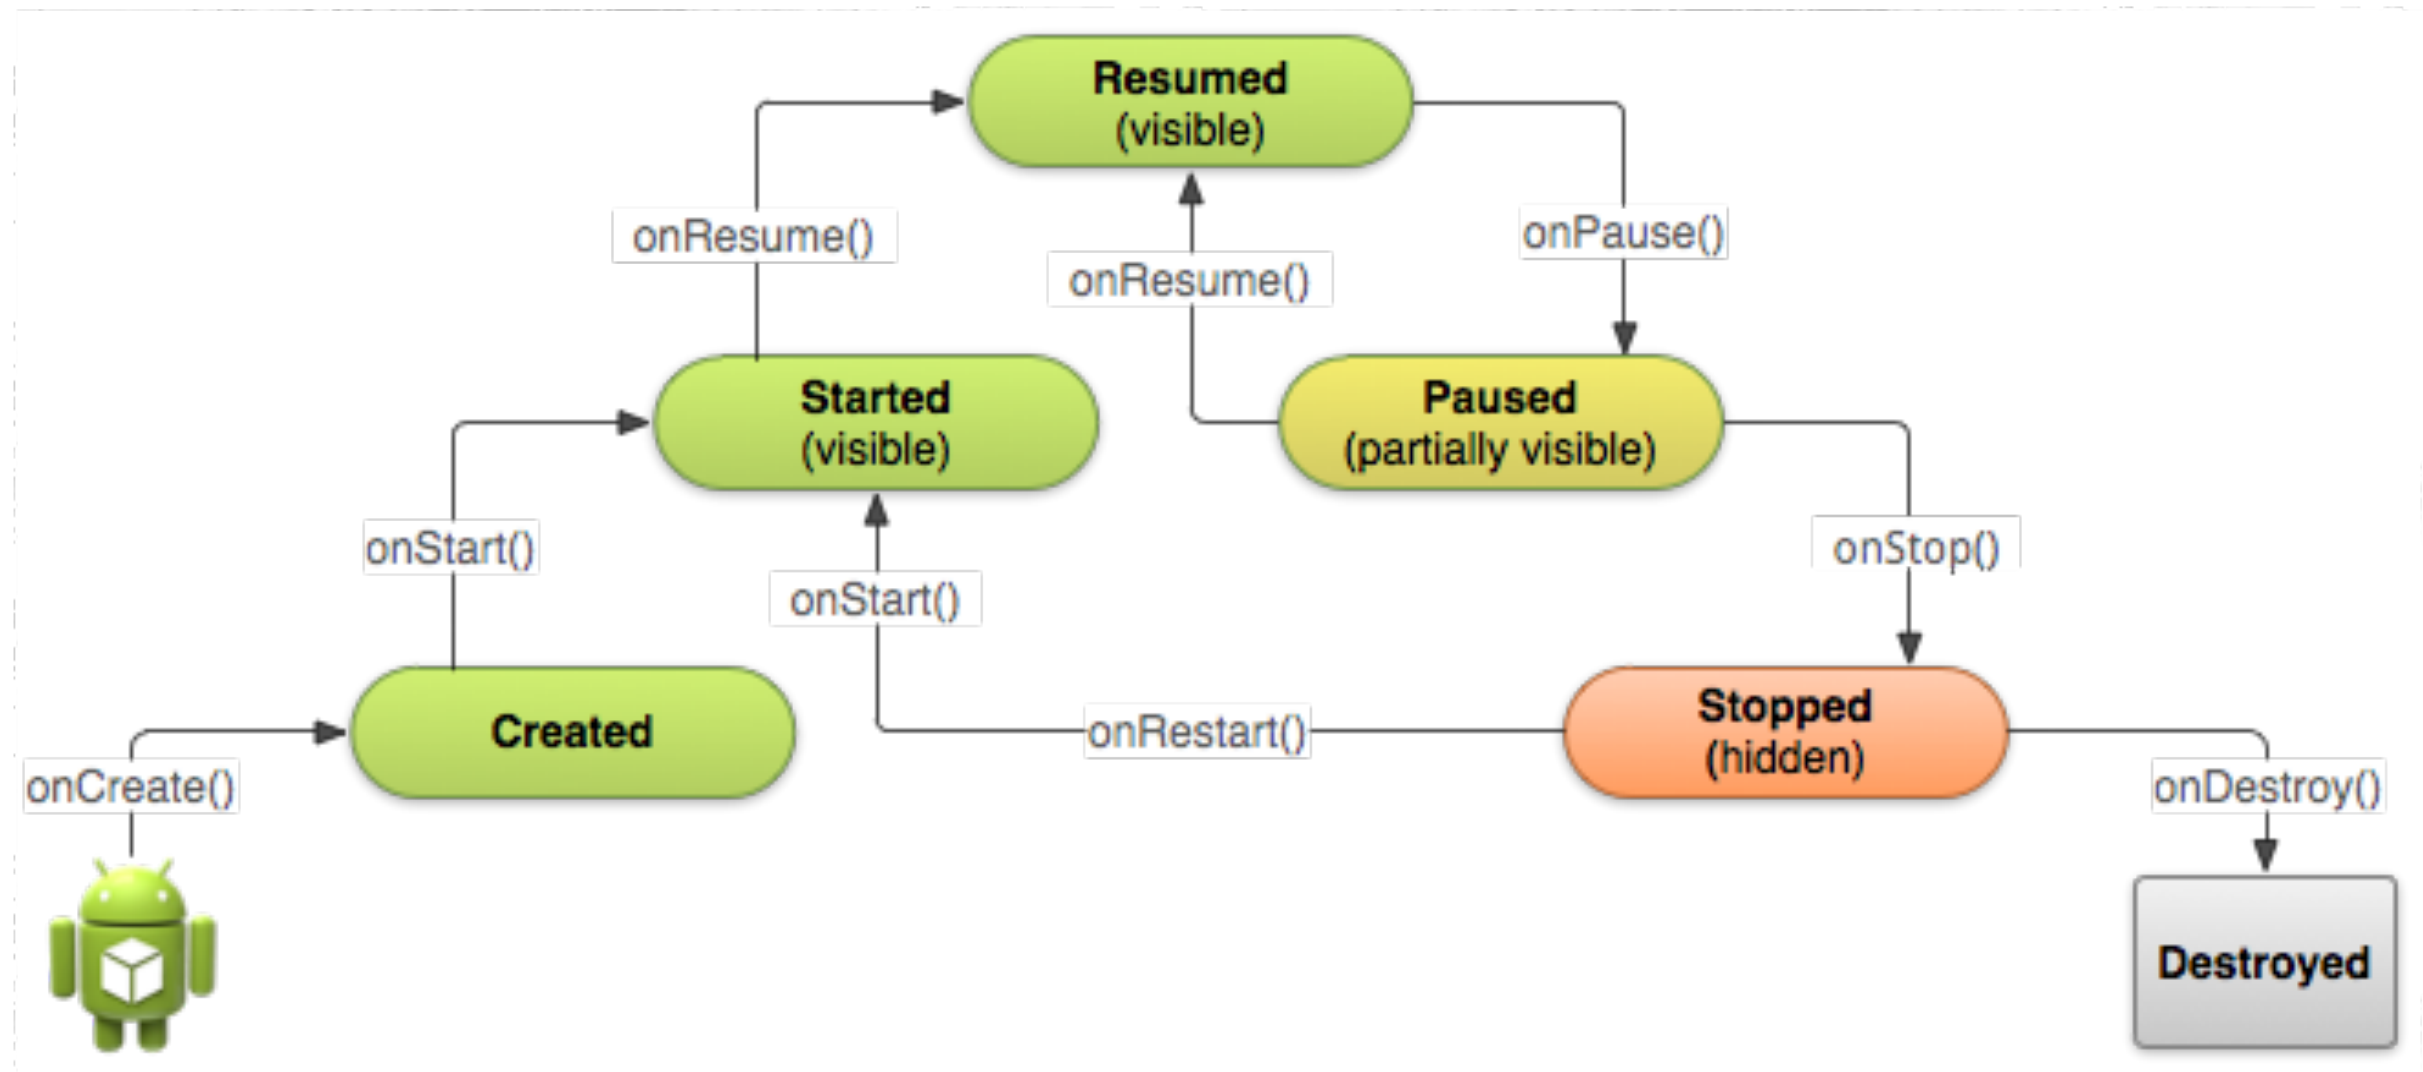 Resumed
(visible)
onResume()
onPause()
onResume()
Started
(visible)
Paused
(partially visible)
onStart()
onStop()
onStart()
Created
onRestart()
Stopped
(hidden)
onCreate()
onDestroy()
Destroyed